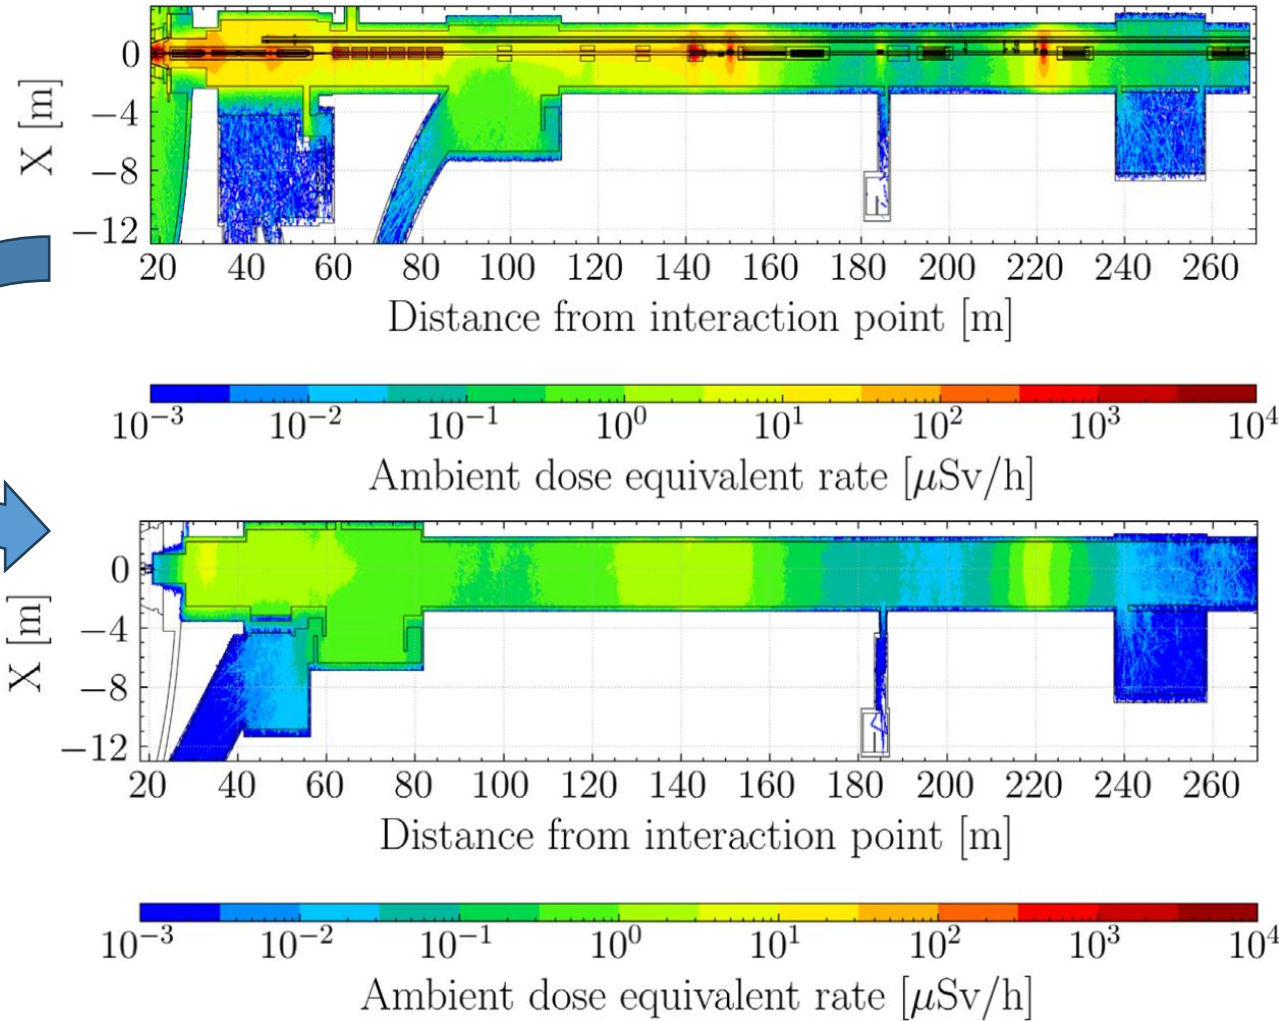 0
−4
−8
−12
X [m]
20 40 60 80 100 120 140 160 180 200 220 240 260
Distance from interaction point [m]
10⁻³ 10⁻² 10⁻¹ 10⁰ 10¹ 10² 10³ 10⁴
Ambient dose equivalent rate [μSv/h]
0
−4
−8
−12
X [m]
20 40 60 80 100 120 140 160 180 200 220 240 260
Distance from interaction point [m]
10⁻³ 10⁻² 10⁻¹ 10⁰ 10¹ 10² 10³ 10⁴
Ambient dose equivalent rate [μSv/h]